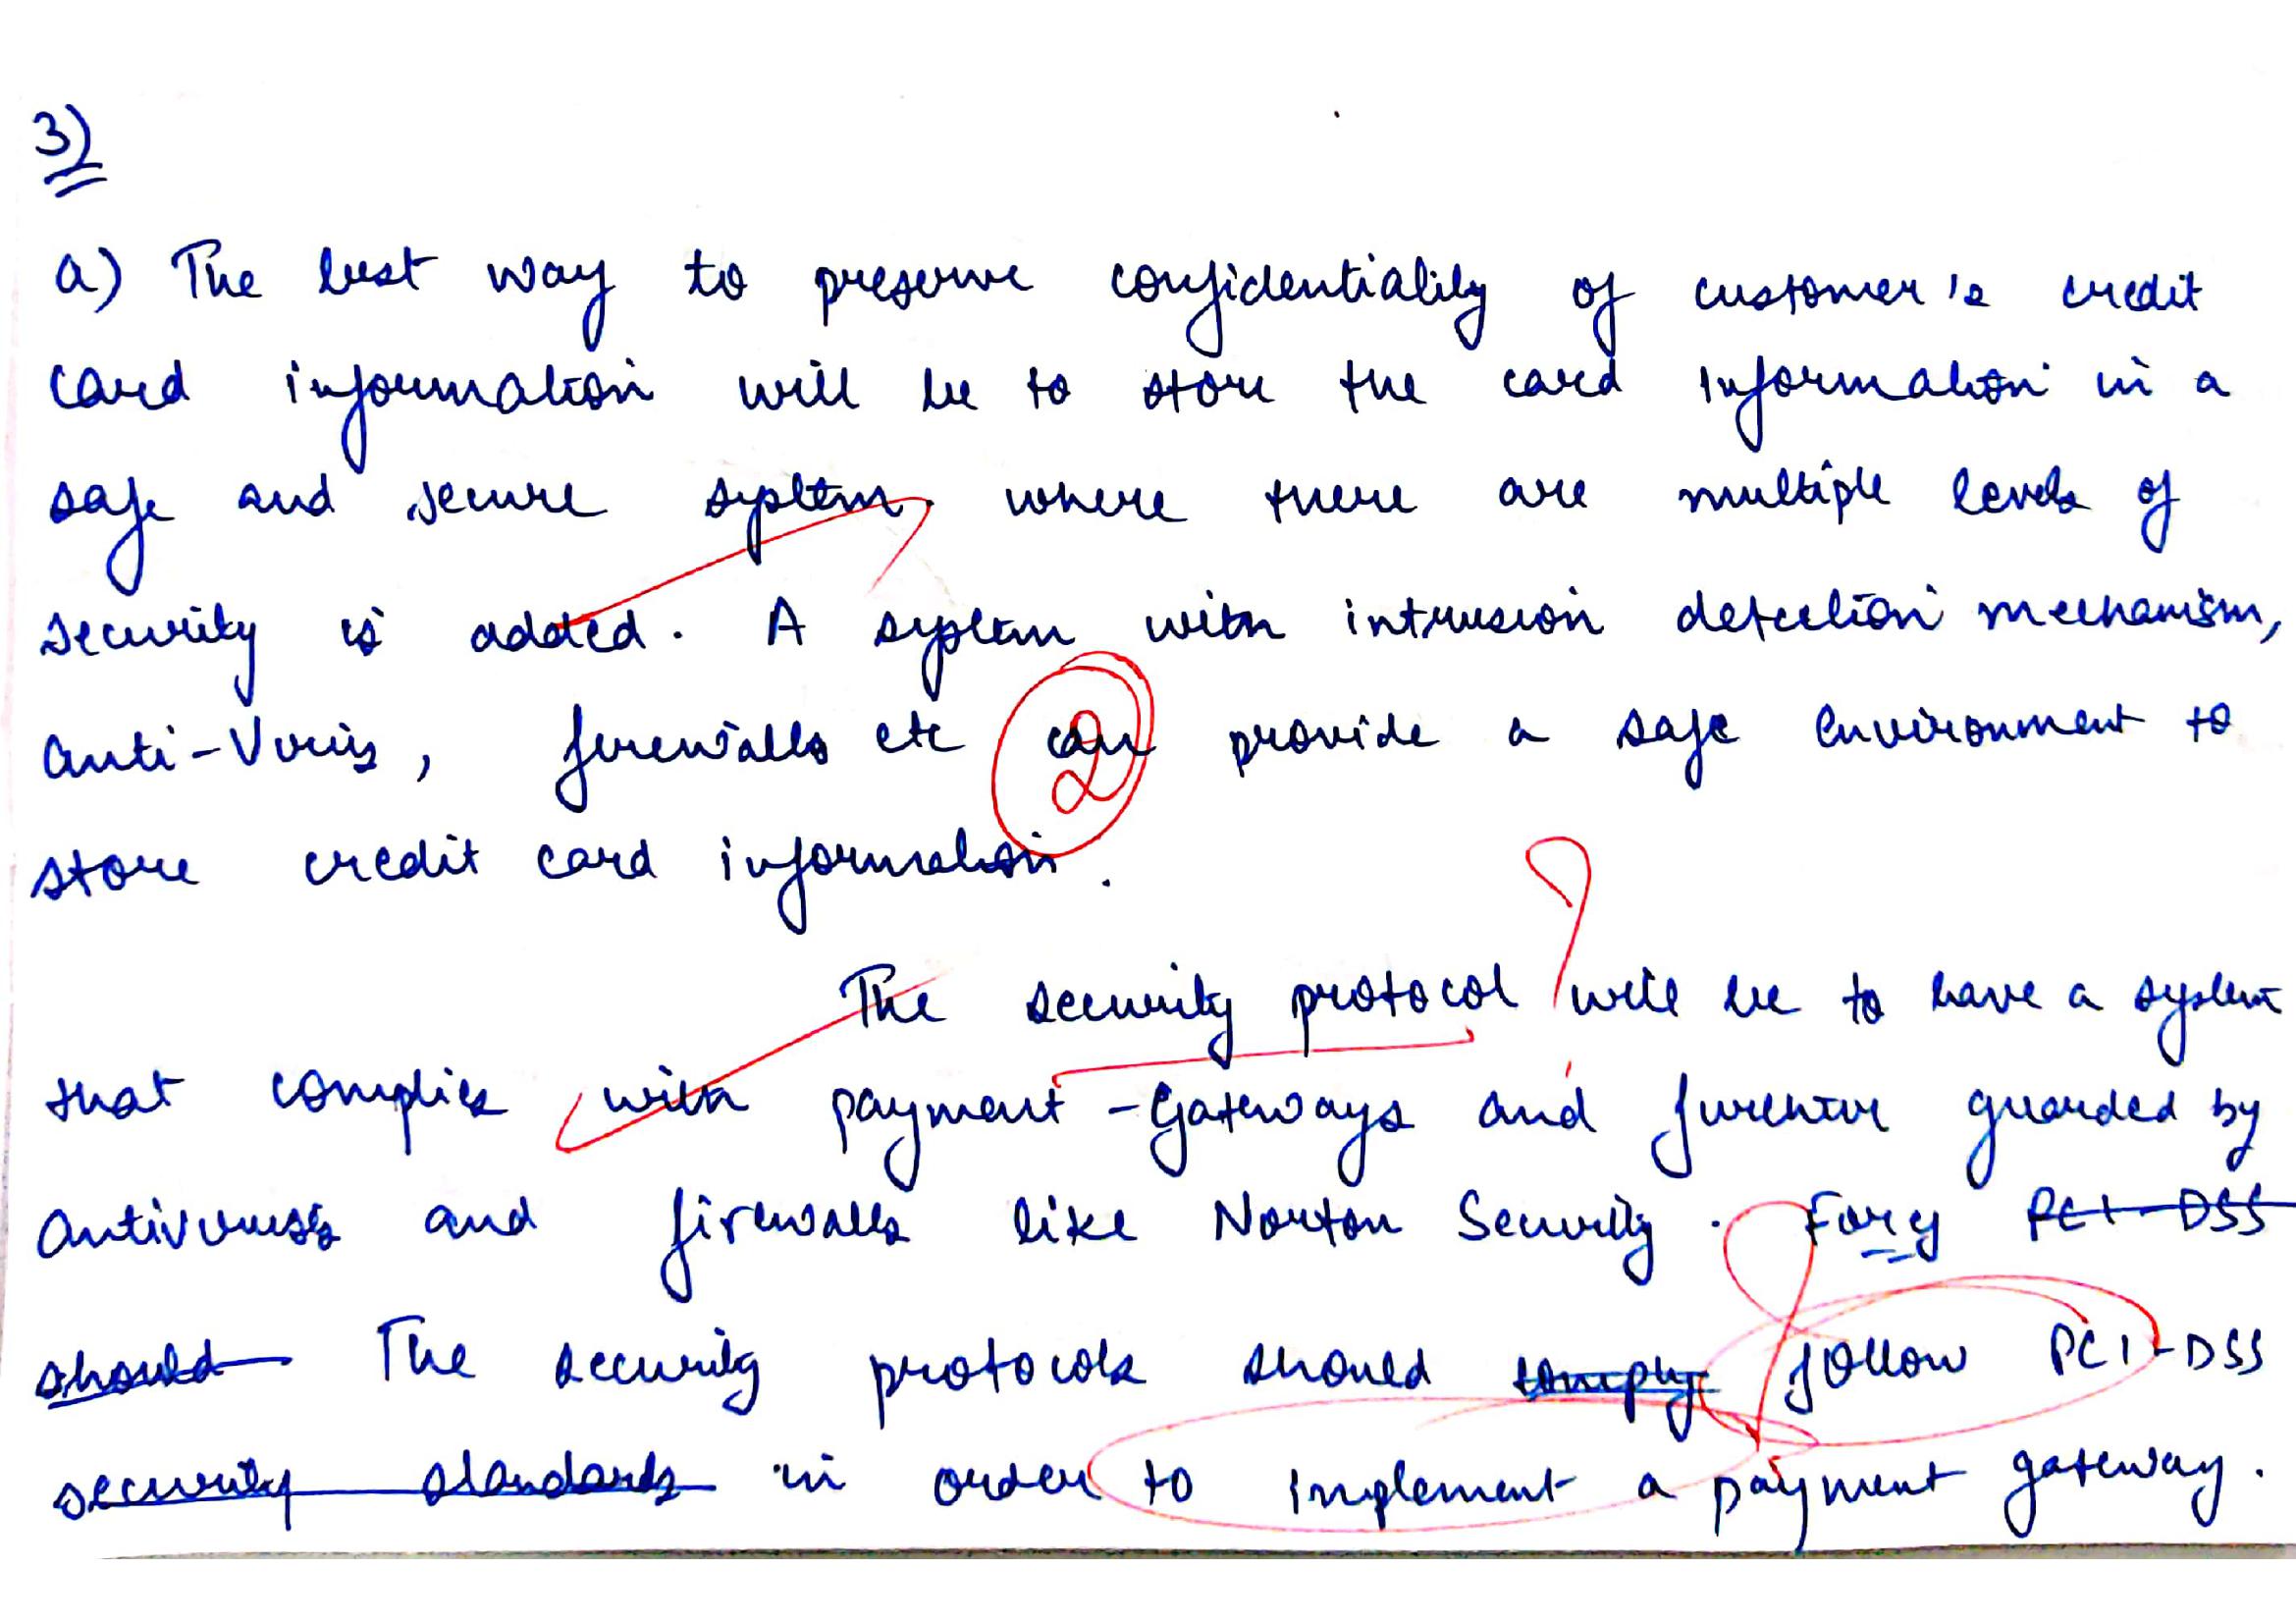 3)
a) The best way to preserve confidentiality of customer's credit
card information will be to store the card information in a
safe and secure system where there are multiple levels of
security is added. A system with intrusion detection mechanism,
Anti-Virus, firewalls etc can provide a safe environment to
2
store credit card information.
The security protocol will be to have a system
that complies with payment-gateways and further guarded by
Antiviruses and firewalls like Norton Security. PCI-DSS
should The security protocols should comply follow PCI-DSS
security standards in order to implement a payment gateway.